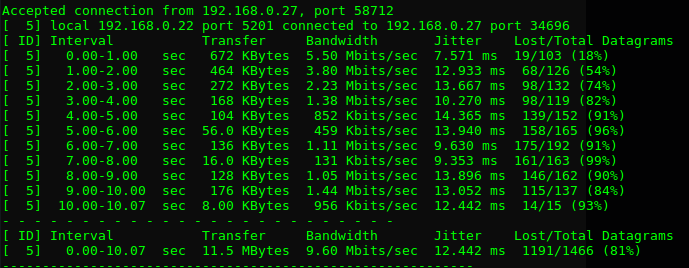 Accepted connection from 192.168.0.27, port 58712
[  5] local 192.168.0.22 port 5201 connected to 192.168.0.27 port 34696
[ ID] Interval           Transfer     Bandwidth       Jitter    Lost/Total Datagrams
[  5]   0.00-1.00   sec   672 KBytes  5.50 Mbits/sec  7.571 ms  19/103 (18%)
[  5]   1.00-2.00   sec   464 KBytes  3.80 Mbits/sec  12.933 ms  68/126 (54%)
[  5]   2.00-3.00   sec   272 KBytes  2.23 Mbits/sec  13.667 ms  98/132 (74%)
[  5]   3.00-4.00   sec   168 KBytes  1.38 Mbits/sec  10.270 ms  98/119 (82%)
[  5]   4.00-5.00   sec   104 KBytes   852 Kbits/sec  14.365 ms  139/152 (91%)
[  5]   5.00-6.00   sec  56.0 KBytes   459 Kbits/sec  13.940 ms  158/165 (96%)
[  5]   6.00-7.00   sec   136 KBytes  1.11 Mbits/sec  9.630 ms  175/192 (91%)
[  5]   7.00-8.00   sec  16.0 KBytes   131 Kbits/sec  9.353 ms  161/163 (99%)
[  5]   8.00-9.00   sec   128 KBytes  1.05 Mbits/sec  13.896 ms  146/162 (90%)
[  5]   9.00-10.00  sec   176 KBytes  1.44 Mbits/sec  13.052 ms  115/137 (84%)
[  5]  10.00-10.07  sec  8.00 KBytes   956 Kbits/sec  12.442 ms  14/15 (93%)
- - - - - - - - - - - - - - - - - - - - - - - - -
[ ID] Interval           Transfer     Bandwidth       Jitter    Lost/Total Datagrams
[  5]   0.00-10.07  sec  11.5 MBytes  9.60 Mbits/sec  12.442 ms  1191/1466 (81%)
-----------------------------------------------------------